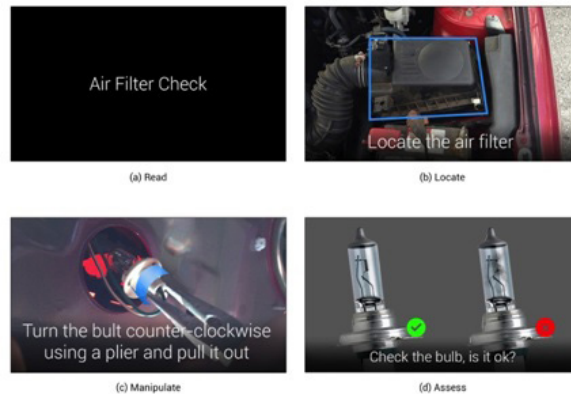 Air Filter Check
(a) Read
Locate the air filter
(b) Locate
Turn the bult counter-clockwise
using a plier and pull it out
(c) Manipulate
Check the bulb, is it ok?
(d) Assess